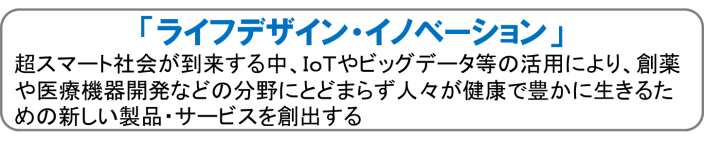 「ライフデザイン・イノベーション」
超スマート社会が到来する中、IoTやビッグデータ等の活用により、創薬
や医療機器開発などの分野にとどまらず人々が健康で豊かに生きるた
めの新しい製品・サービスを創出する